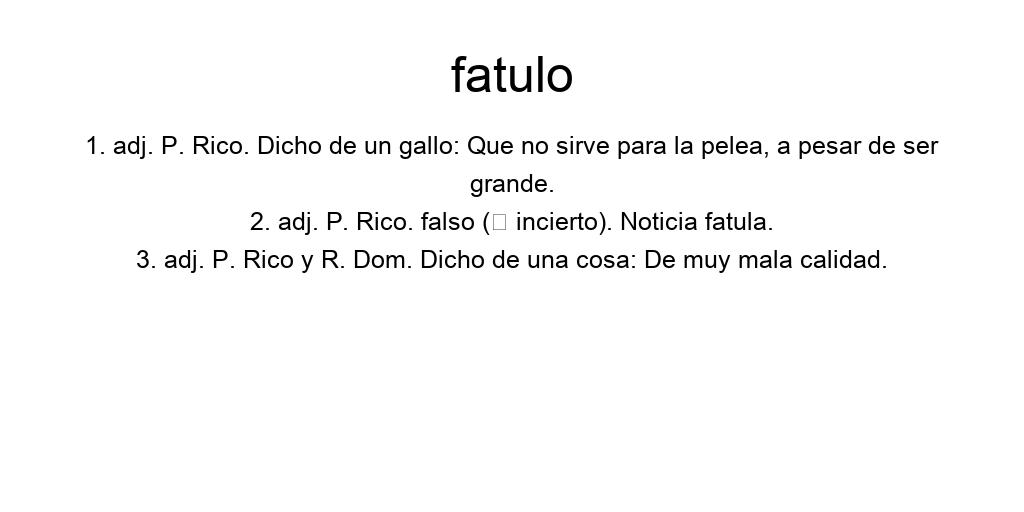 fatulo
1. adj. P. Rico. Dicho de un gallo: Que no sirve para la pelea, a pesar de ser
grande.
2. adj. P. Rico. falso (□ incierto). Noticia fatula.
3. adj. P. Rico y R. Dom. Dicho de una cosa: De muy mala calidad.